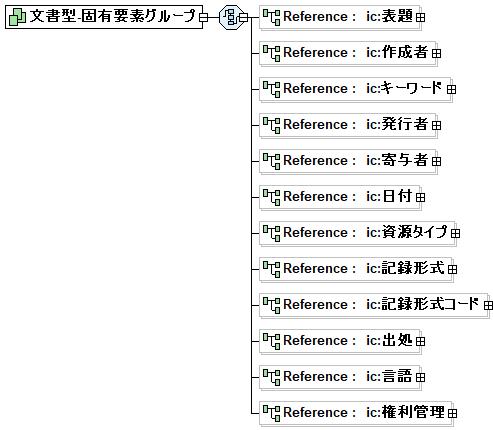 文書型-固有要素グループ
Reference : ic:表題
Reference : ic:作成者
Reference : ic:キーワード
Reference : ic:発行者
Reference : ic:寄与者
Reference : ic:日付
Reference : ic:資源タイプ
Reference : ic:記録形式
Reference : ic:記録形式コード
Reference : ic:出処
Reference : ic:言語
Reference : ic:権利管理